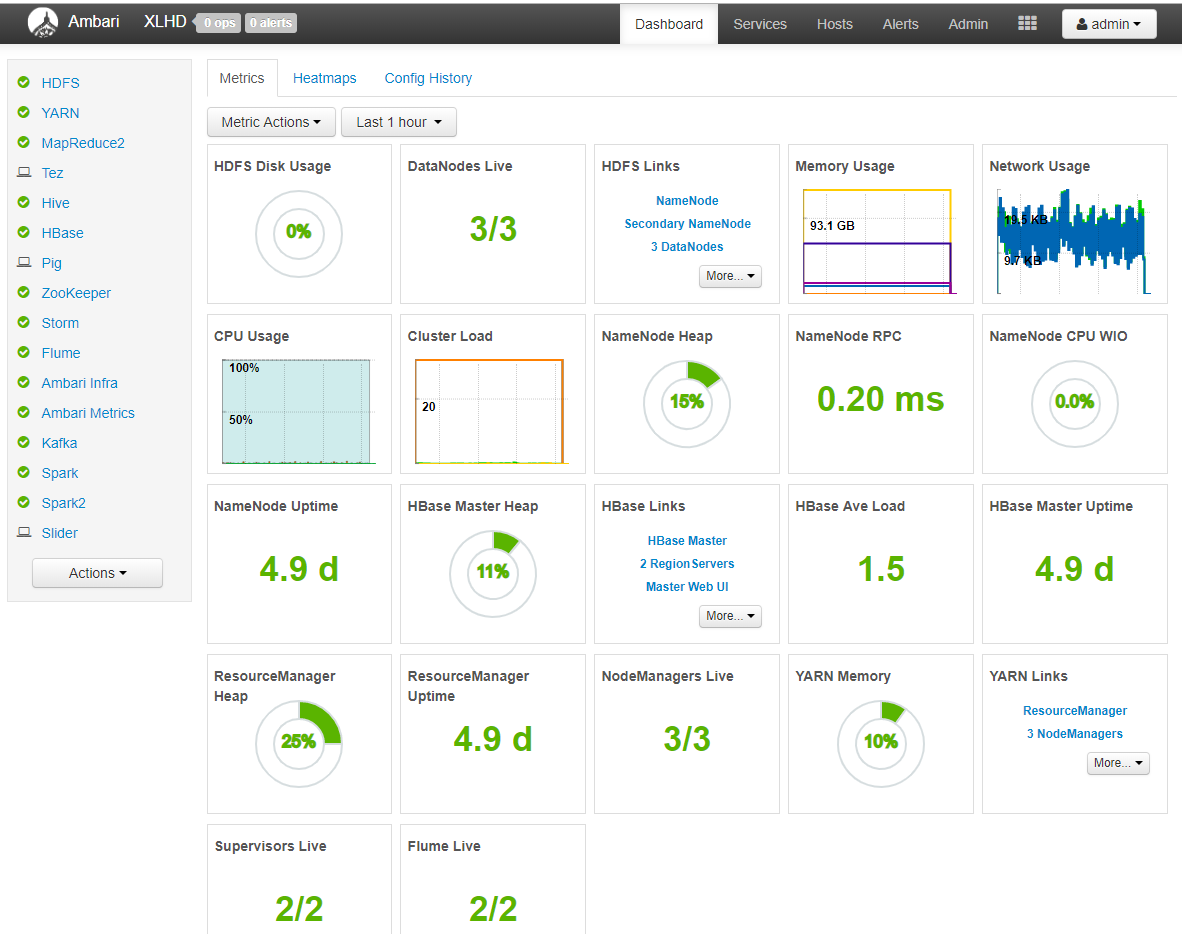 Ambari XLHD 0 ops 0 alerts Dashboard Services Hosts Alerts Admin admin
HDFS
YARN
MapReduce2
Tez
Hive
HBase
Pig
ZooKeeper
Storm
Flume
Ambari Infra
Ambari Metrics
Kafka
Spark
Spark2
Slider
Actions
Metrics Heatmaps Config History
Metric Actions Last 1 hour
HDFS Disk Usage
0%
DataNodes Live
3/3
HDFS Links
NameNode
Secondary NameNode
3 DataNodes
More...
Memory Usage
93.1 GB
Network Usage
19.5 KB
9.7 KB
CPU Usage
100%
50%
Cluster Load
20
NameNode Heap
15%
NameNode RPC
0.20 ms
NameNode CPU WIO
0.0%
NameNode Uptime
4.9 d
HBase Master Heap
11%
HBase Links
HBase Master
2 RegionServers
Master Web UI
More...
HBase Ave Load
1.5
HBase Master Uptime
4.9 d
ResourceManager
Heap
25%
ResourceManager
Uptime
4.9 d
NodeManagers Live
3/3
YARN Memory
10%
YARN Links
ResourceManager
3 NodeManagers
More...
Supervisors Live
2/2
Flume Live
2/2